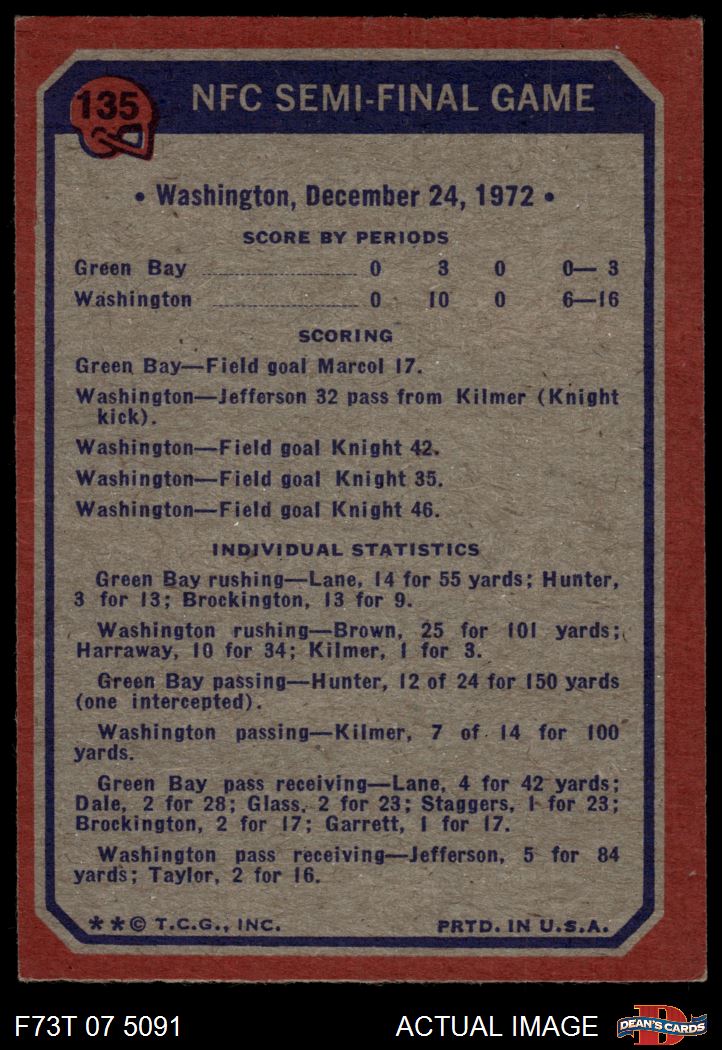 135
NFC SEMI-FINAL GAME
• Washington, December 24, 1972 •
SCORE BY PERIODS
Green Bay ........................ 0 3 0 0— 3
Washington ........................ 0 10 0 6—16
SCORING
Green Bay—Field goal Marcol 17.
Washington—Jefferson 32 pass from Kilmer (Knight
kick).
Washington—Field goal Knight 42.
Washington—Field goal Knight 35.
Washington—Field goal Knight 46.
INDIVIDUAL STATISTICS
Green Bay rushing—Lane, 14 for 55 yards; Hunter,
3 for 13; Brockington, 13 for 9.
Washington rushing—Brown, 25 for 101 yards;
Harraway, 10 for 34; Kilmer, 1 for 3.
Green Bay passing—Hunter, 12 of 24 for 150 yards
(one intercepted).
Washington passing—Kilmer, 7 of 14 for 100
yards.
Green Bay pass receiving—Lane, 4 for 42 yards;
Dale, 2 for 28; Glass, 2 for 23; Staggers, 1 for 23;
Brockington, 2 for 17; Garrett, 1 for 17.
Washington pass receiving—Jefferson, 5 for 84
yards; Taylor, 2 for 16.
**© T.C.G., INC. PRTD. IN U.S.A.
F73T 07 5091 ACTUAL IMAGE
D
DEAN'S CARDS